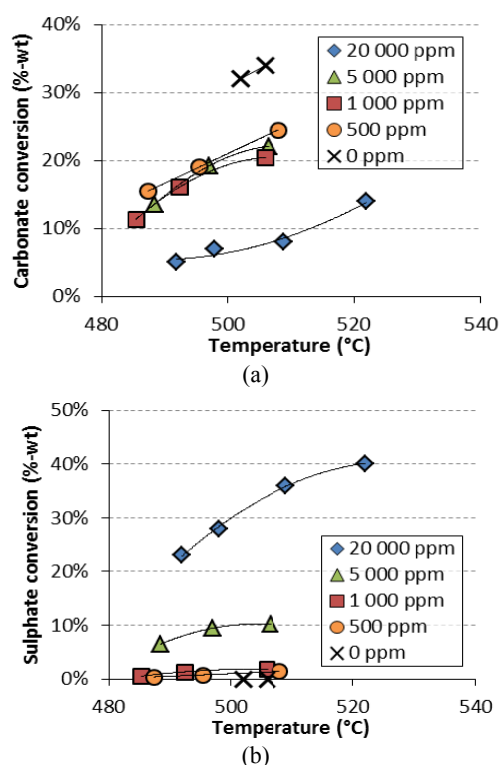 40%
30%
20%
10%
0%
Carbonate conversion (%-wt)
20 000 ppm
5 000 ppm
1 000 ppm
500 ppm
0 ppm
480
500
520
540
Temperature (°C)
(a)
50%
40%
30%
20%
10%
0%
Sulphate conversion (%-wt)
20 000 ppm
5 000 ppm
1 000 ppm
500 ppm
0 ppm
480
500
520
540
Temperature (°C)
(b)